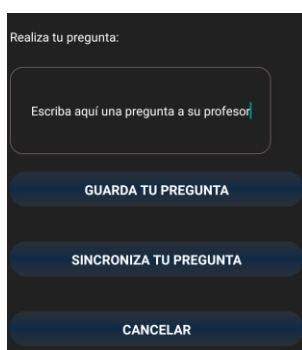 Realiza tu pregunta:
Escriba aquí una pregunta a su profesor
GUARDA TU PREGUNTA
SINCRONIZA TU PREGUNTA
CANCELAR